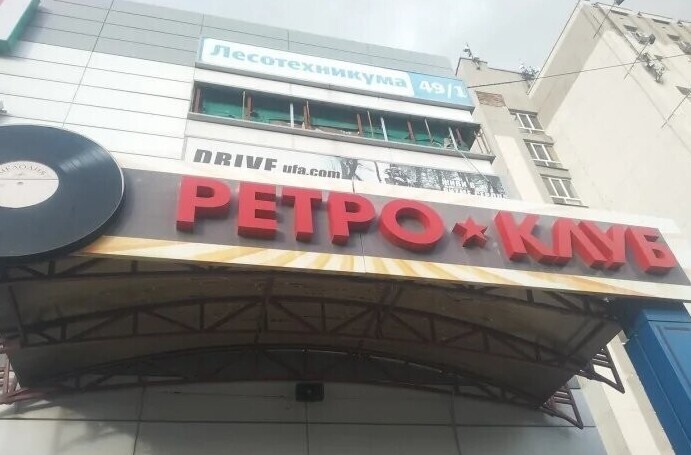 Лесотехникума 49/1
DRIVE ufa.com
РЕТРО★КЛУБ